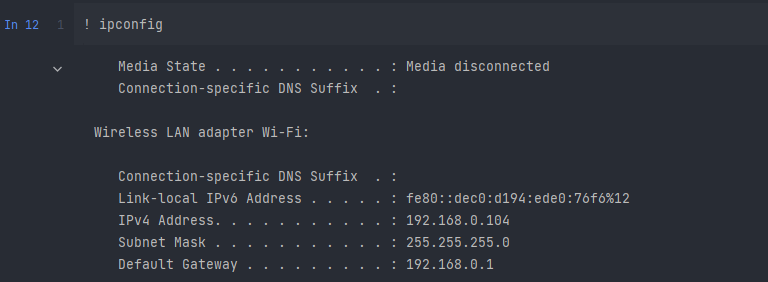 In 12 1 ! ipconfig
Media State . . . . . . . . . . . : Media disconnected
Connection-specific DNS Suffix  . :
Wireless LAN adapter Wi-Fi:
Connection-specific DNS Suffix  . :
Link-local IPv6 Address . . . . . : fe80::dec0:d194:ede0:76f6%12
IPv4 Address. . . . . . . . . . . : 192.168.0.104
Subnet Mask . . . . . . . . . . . : 255.255.255.0
Default Gateway . . . . . . . . . : 192.168.0.1